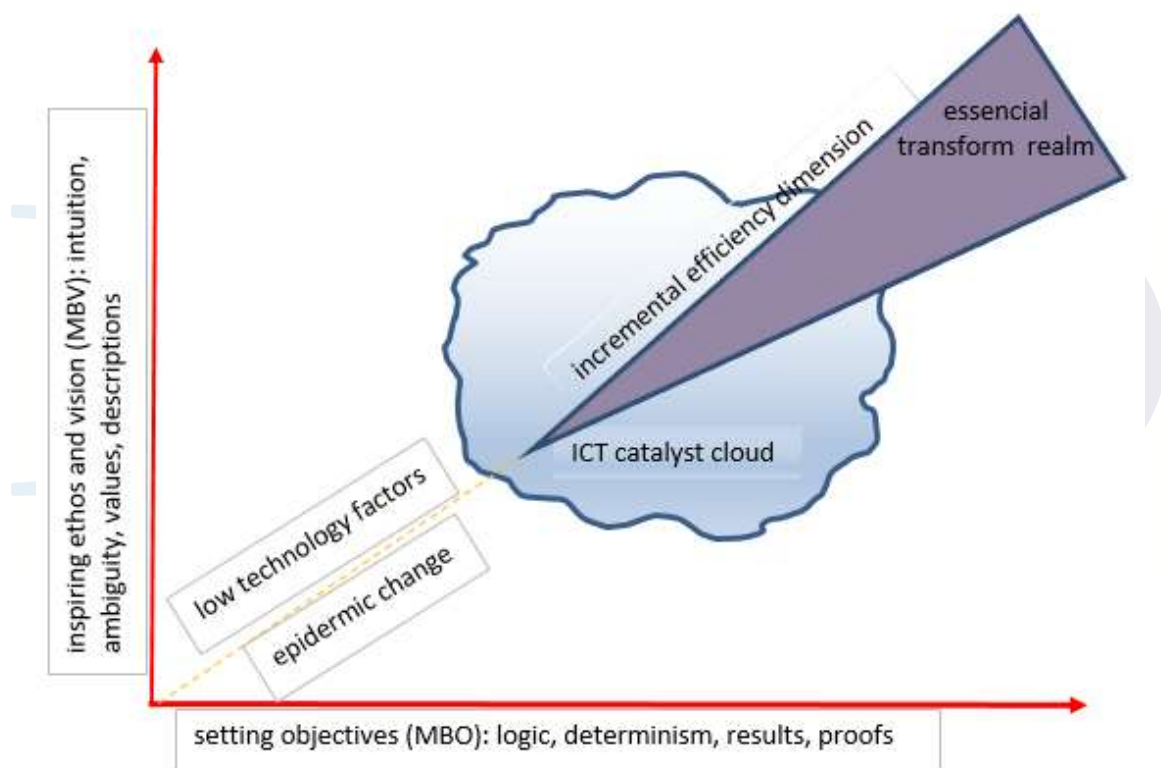 inspiring ethos and vision (MBV): intuition,
ambiguity, values, descriptions
essencial
transform realm
incremental efficiency dimension
ICT catalyst cloud
low technology factors
epidermic change
setting objectives (MBO): logic, determinism, results, proofs